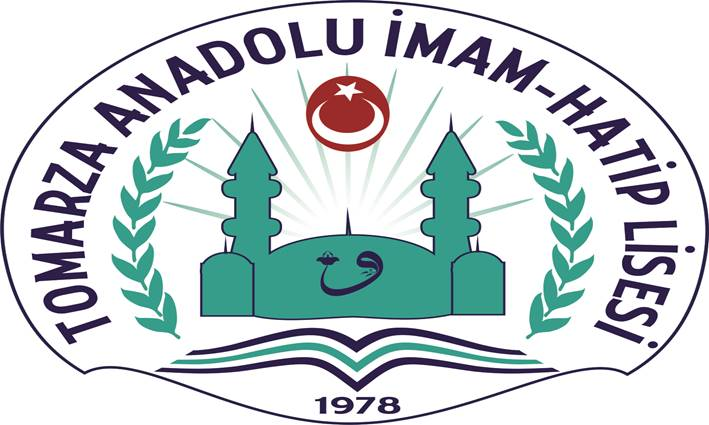 TOMARZA ANADOLU İMAM-HATİP LİSESİ
و
1978